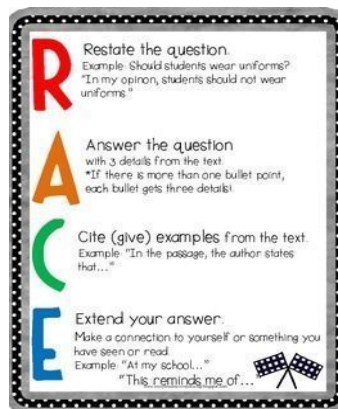 R
Restate the question.
Example: Should students wear uniforms?
"In my opinon, students should not wear
uniforms."
A
Answer the question
with 3 details from the text.
*If there is more than one bullet point,
each bullet gets three details!
C
Cite (give) examples from the text.
Example: "In the passage, the author states
that..."
E
Extend your answer.
Make a connection to yourself or something you
have seen or read.
Example: "At my school..."
"This reminds me of...